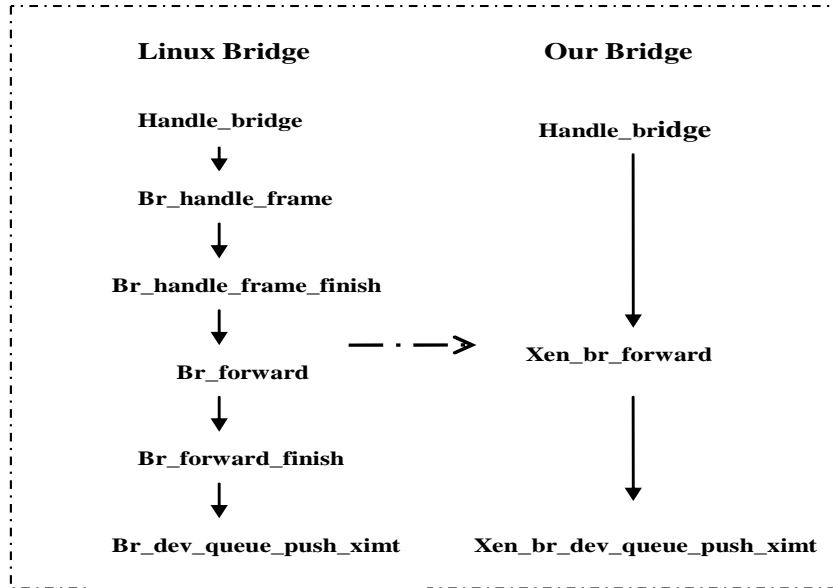 Linux Bridge
Handle_bridge
Br_handle_frame
Br_handle_frame_finish
Br_forward
Br_forward_finish
Br_dev_queue_push_ximt
Our Bridge
Handle_bridge
Xen_br_forward
Xen_br_dev_queue_push_ximt